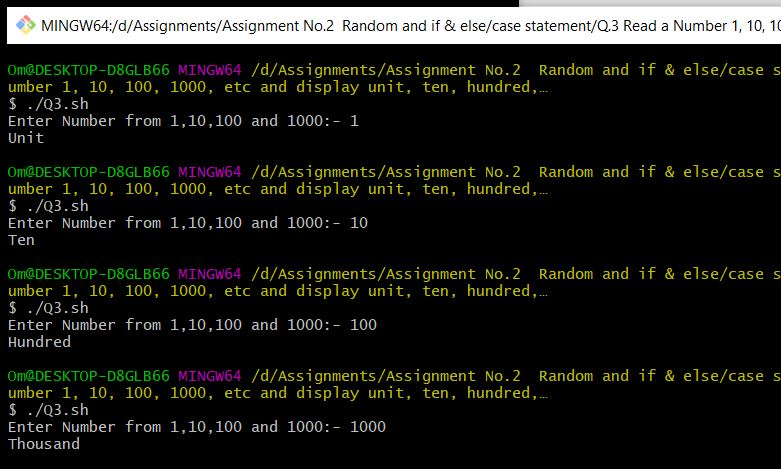 MINGW64:/d/Assignments/Assignment No.2  Random and if & else/case statement/Q.3 Read a Number 1, 10, 10
Om@DESKTOP-D8GLB66 MINGW64 /d/Assignments/Assignment No.2  Random and if & else/case s
umber 1, 10, 100, 1000, etc and display unit, ten, hundred,…
$ ./Q3.sh
Enter Number from 1,10,100 and 1000:- 1
Unit
Om@DESKTOP-D8GLB66 MINGW64 /d/Assignments/Assignment No.2  Random and if & else/case s
umber 1, 10, 100, 1000, etc and display unit, ten, hundred,…
$ ./Q3.sh
Enter Number from 1,10,100 and 1000:- 10
Ten
Om@DESKTOP-D8GLB66 MINGW64 /d/Assignments/Assignment No.2  Random and if & else/case s
umber 1, 10, 100, 1000, etc and display unit, ten, hundred,…
$ ./Q3.sh
Enter Number from 1,10,100 and 1000:- 100
Hundred
Om@DESKTOP-D8GLB66 MINGW64 /d/Assignments/Assignment No.2  Random and if & else/case s
umber 1, 10, 100, 1000, etc and display unit, ten, hundred,…
$ ./Q3.sh
Enter Number from 1,10,100 and 1000:- 1000
Thousand